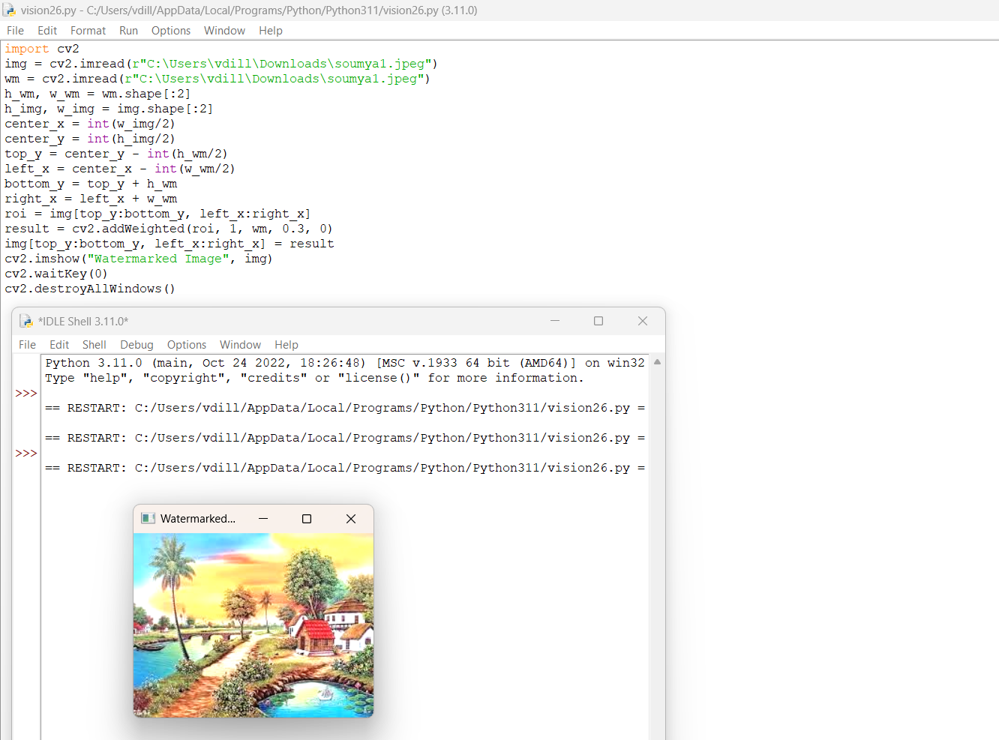 vision26.py - C:/Users/vdill/AppData/Local/Programs/Python/Python311/vision26.py (3.11.0)
File Edit Format Run Options Window Help
import cv2
img = cv2.imread(r"C:\Users\vdill\Downloads\soumya1.jpeg")
wm = cv2.imread(r"C:\Users\vdill\Downloads\soumya1.jpeg")
h_wm, w_wm = wm.shape[:2]
h_img, w_img = img.shape[:2]
center_x = int(w_img/2)
center_y = int(h_img/2)
top_y = center_y - int(h_wm/2)
left_x = center_x - int(w_wm/2)
bottom_y = top_y + h_wm
right_x = left_x + w_wm
roi = img[top_y:bottom_y, left_x:right_x]
result = cv2.addWeighted(roi, 1, wm, 0.3, 0)
img[top_y:bottom_y, left_x:right_x] = result
cv2.imshow("Watermarked Image", img)
cv2.waitKey(0)
cv2.destroyAllWindows()
*IDLE Shell 3.11.0*
File Edit Shell Debug Options Window Help
Python 3.11.0 (main, Oct 24 2022, 18:26:48) [MSC v.1933 64 bit (AMD64)] on win32
Type "help", "copyright", "credits" or "license()" for more information.
>>>
== RESTART: C:/Users/vdill/AppData/Local/Programs/Python/Python311/vision26.py =
== RESTART: C:/Users/vdill/AppData/Local/Programs/Python/Python311/vision26.py =
>>>
== RESTART: C:/Users/vdill/AppData/Local/Programs/Python/Python311/vision26.py =
Watermarked...